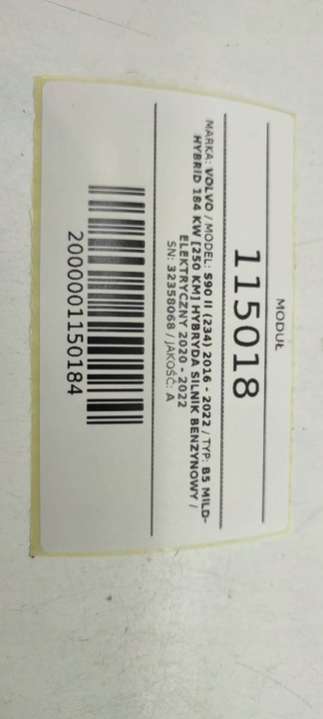 MODUŁ
115018
MARKA: VOLVO / MODEL: S90 II (234) 2016 - 2022 / TYP: B5 MILD-
HYBRID 184 KW [250 KM] HYBRYDA SILNIK BENZYNOWY /
ELEKTRYCZNY 2020 - 2022
SN: 32358068 / JAKOŚĆ: A
2000001150184